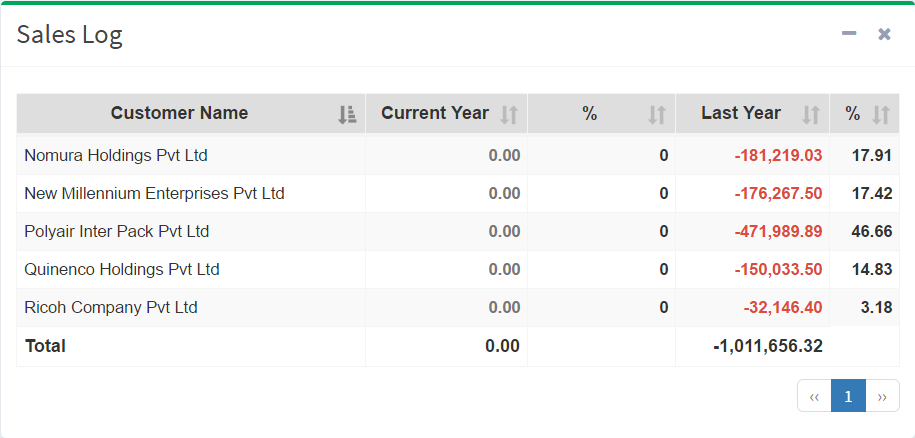 Sales Log
Customer Name Current Year % Last Year %
Nomura Holdings Pvt Ltd 0.00 0 -181,219.03 17.91
New Millennium Enterprises Pvt Ltd 0.00 0 -176,267.50 17.42
Polyair Inter Pack Pvt Ltd 0.00 0 -471,989.89 46.66
Quinenco Holdings Pvt Ltd 0.00 0 -150,033.50 14.83
Ricoh Company Pvt Ltd 0.00 0 -32,146.40 3.18
Total 0.00 -1,011,656.32
‹‹ 1 ››